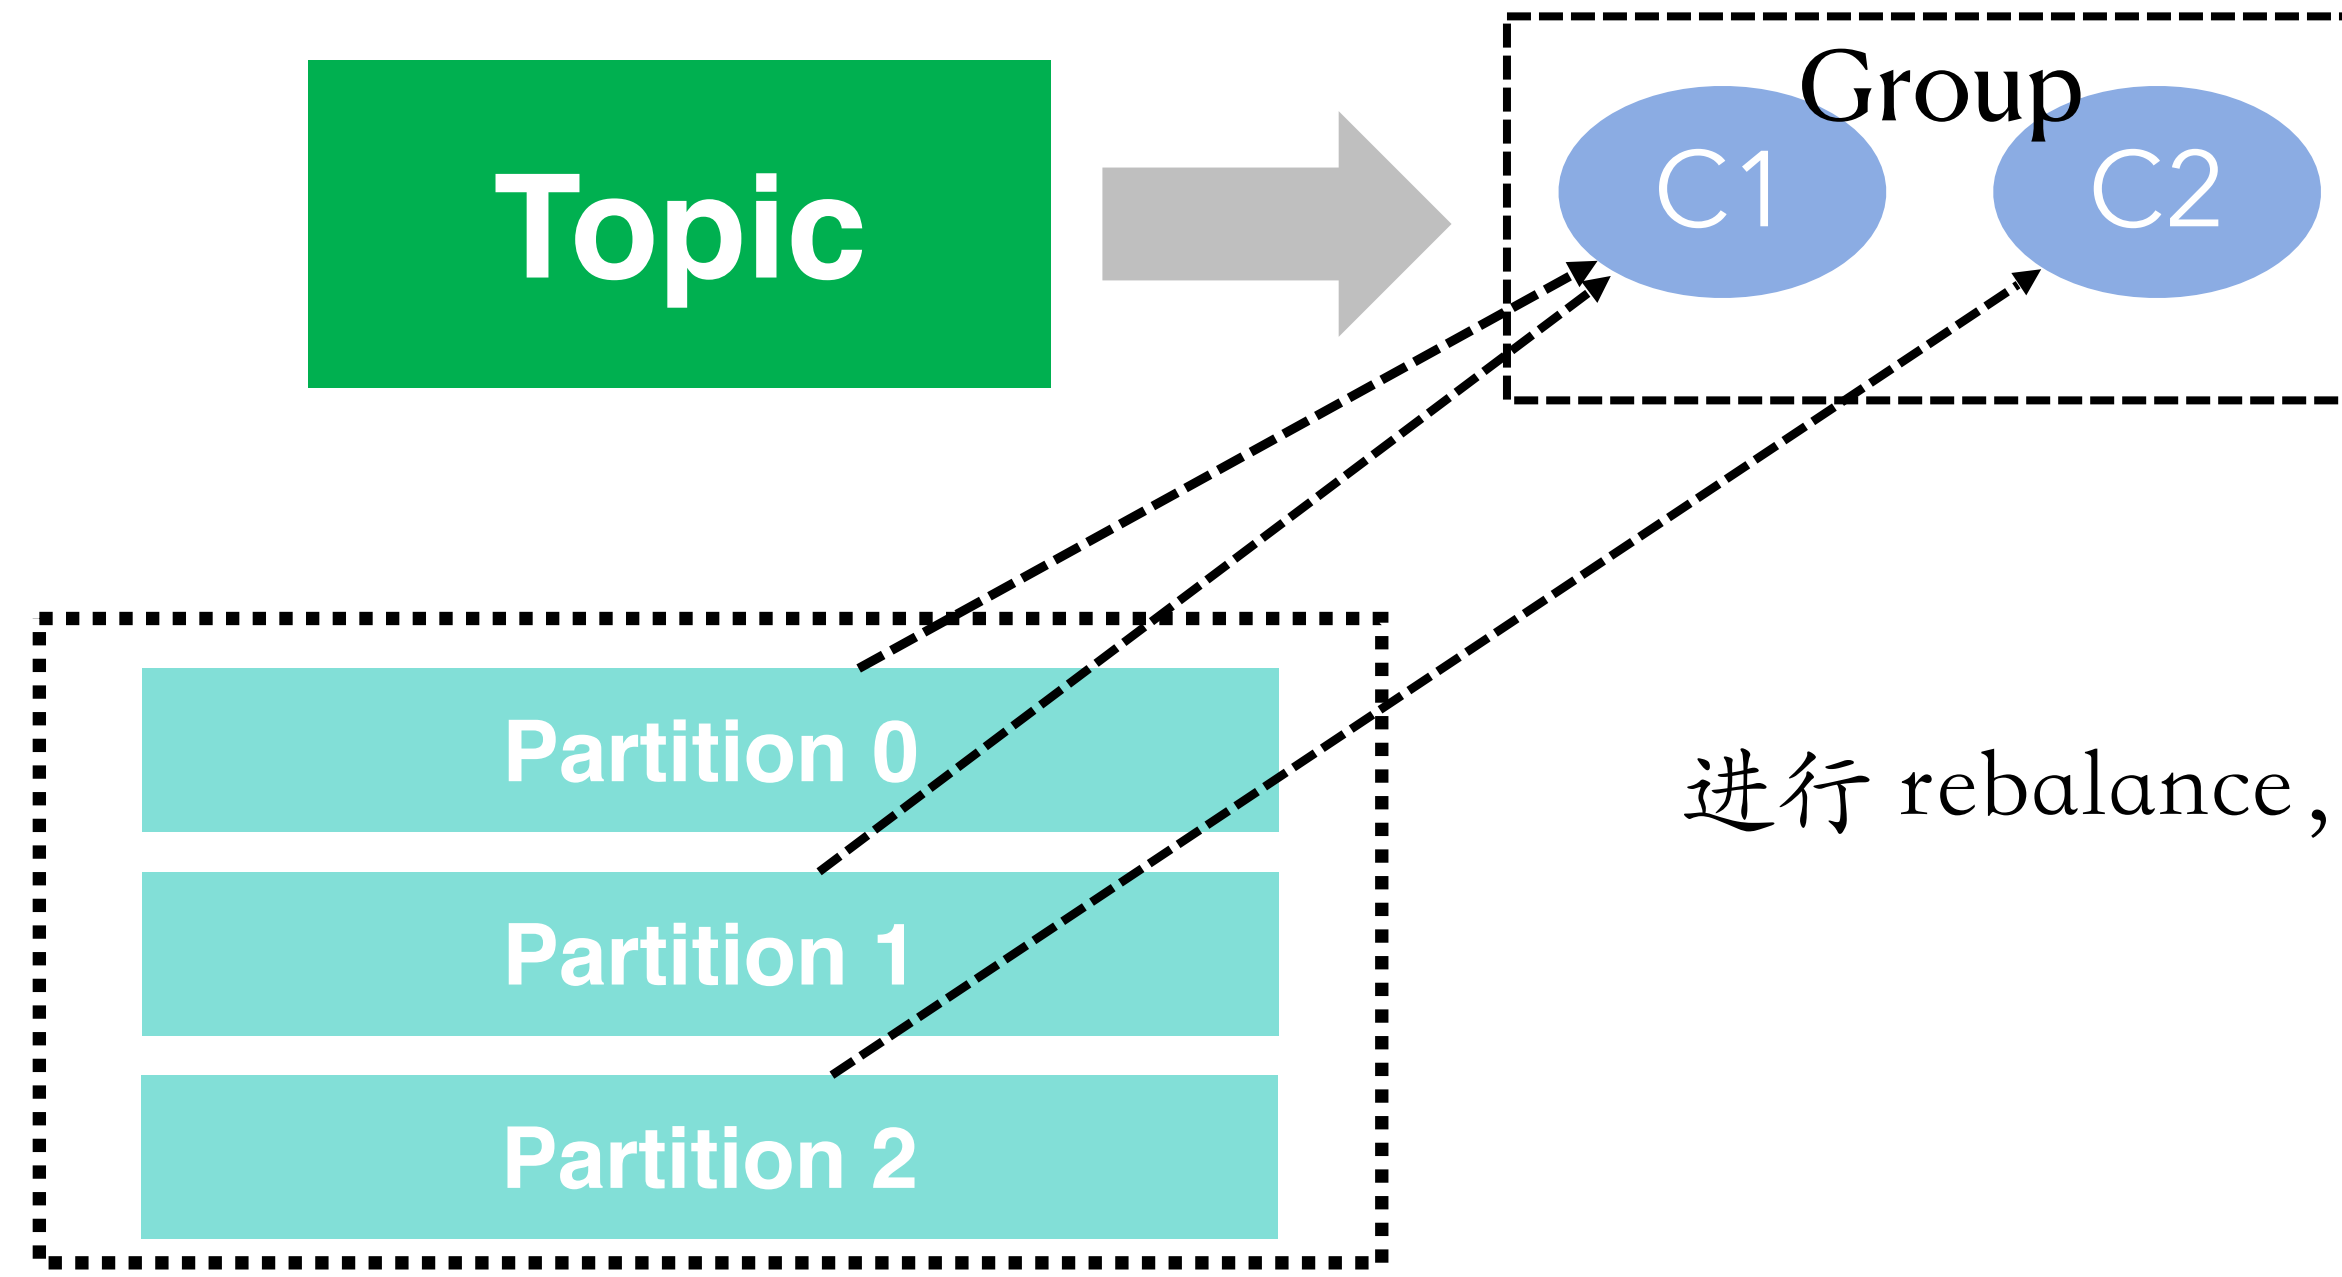 Group
Topic
C1
C2
Partition 0
进行 rebalance，
Partition 1
Partition 2